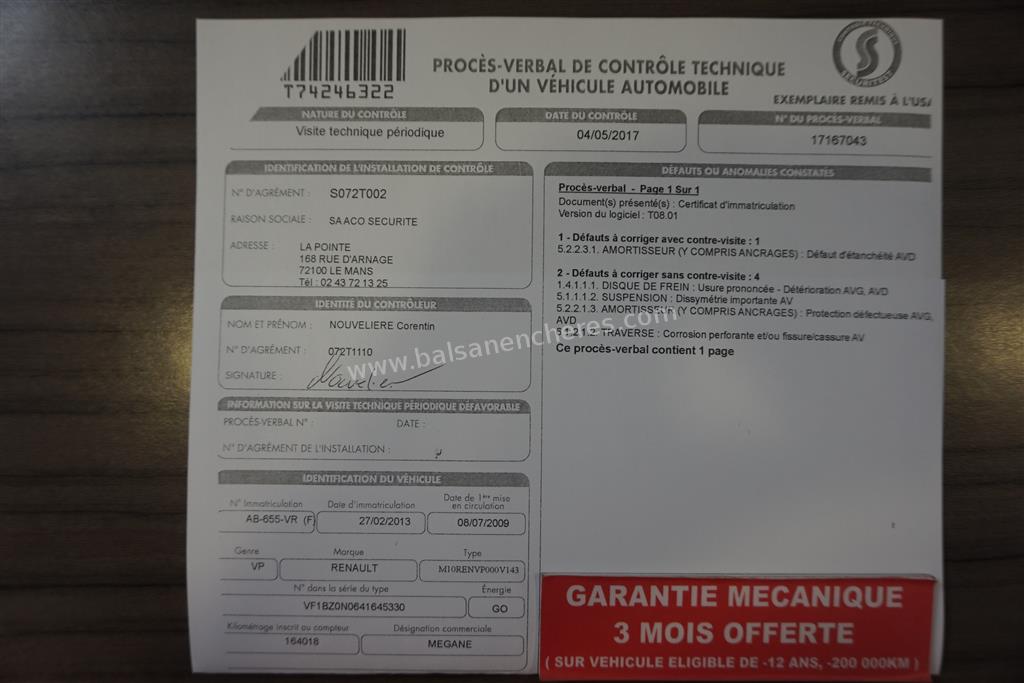 T74246322
PROCÈS-VERBAL DE CONTRÔLE TECHNIQUE
D'UN VÉHICULE AUTOMOBILE
SECURITEST
EXEMPLAIRE REMIS À L'USA
NATURE DU CONTRÔLE
Visite technique périodique
DATE DU CONTRÔLE
04/05/2017
N° DU PROCÈS-VERBAL
17167043
IDENTIFICATION DE L'INSTALLATION DE CONTRÔLE
N° D'AGRÉMENT : S072T002
RAISON SOCIALE : SAACO SECURITE
ADRESSE : LA POINTE
168 RUE D'ARNAGE
72100 LE MANS
Tél : 02 43 72 13 25
IDENTITÉ DU CONTRÔLEUR
NOM ET PRÉNOM : NOUVELIERE Corentin
N° D'AGRÉMENT : 072T1110
SIGNATURE :
INFORMATION SUR LA VISITE TECHNIQUE PÉRIODIQUE DÉFAVORABLE
PROCÈS-VERBAL N° : DATE :
N° D'AGRÉMENT DE L'INSTALLATION :
IDENTIFICATION DU VÉHICULE
N° Immatriculation Date d'immatriculation Date de 1ère mise en circulation
AB-655-VR (F) 27/02/2013 08/07/2009
Genre Marque Type
VP RENAULT M10RENVP000V143
N° dans la série du type Énergie
VF1BZ0N0641645330 GO
Kilométrage inscrit au compteur Désignation commerciale
164018 MEGANE
DÉFAUTS OU ANOMALIES CONSTATÉS
Procès-verbal - Page 1 Sur 1
Document(s) présenté(s) : Certificat d'immatriculation
Version du logiciel : T08.01
1 - Défauts à corriger avec contre-visite : 1
5.2.2.3.1. AMORTISSEUR (Y COMPRIS ANCRAGES) : Défaut d'étanchéité AVD
2 - Défauts à corriger sans contre-visite : 4
1.4.1.1.1. DISQUE DE FREIN : Usure prononcée - Détérioration AVG, AVD
5.1.1.1.2. SUSPENSION : Dissymétrie importante AV
5.2.2.1.3. AMORTISSEUR (Y COMPRIS ANCRAGES) : Protection défectueuse AVG,
AVD
5.1.2.1.2. TRAVERSE : Corrosion perforante et/ou fissure/cassure AV
Ce procès-verbal contient 1 page
www.balsanencheres.com
GARANTIE MECANIQUE
3 MOIS OFFERTE
( SUR VEHICULE ELIGIBLE DE -12 ANS, -200 000KM )